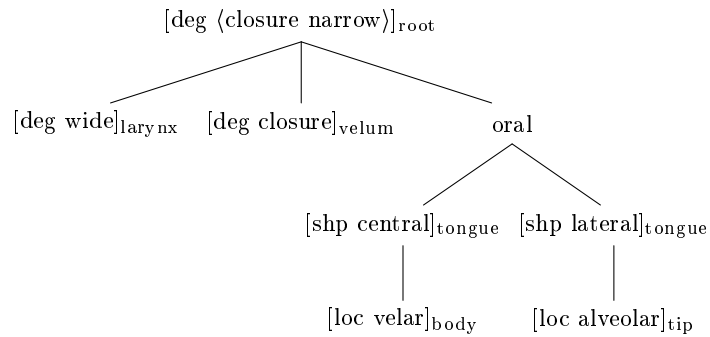 [deg ⟨closure narrow⟩]root
[deg wide]larynx [deg closure]velum oral
[shp central]tongue [shp lateral]tongue
[loc velar]body [loc alveolar]tip